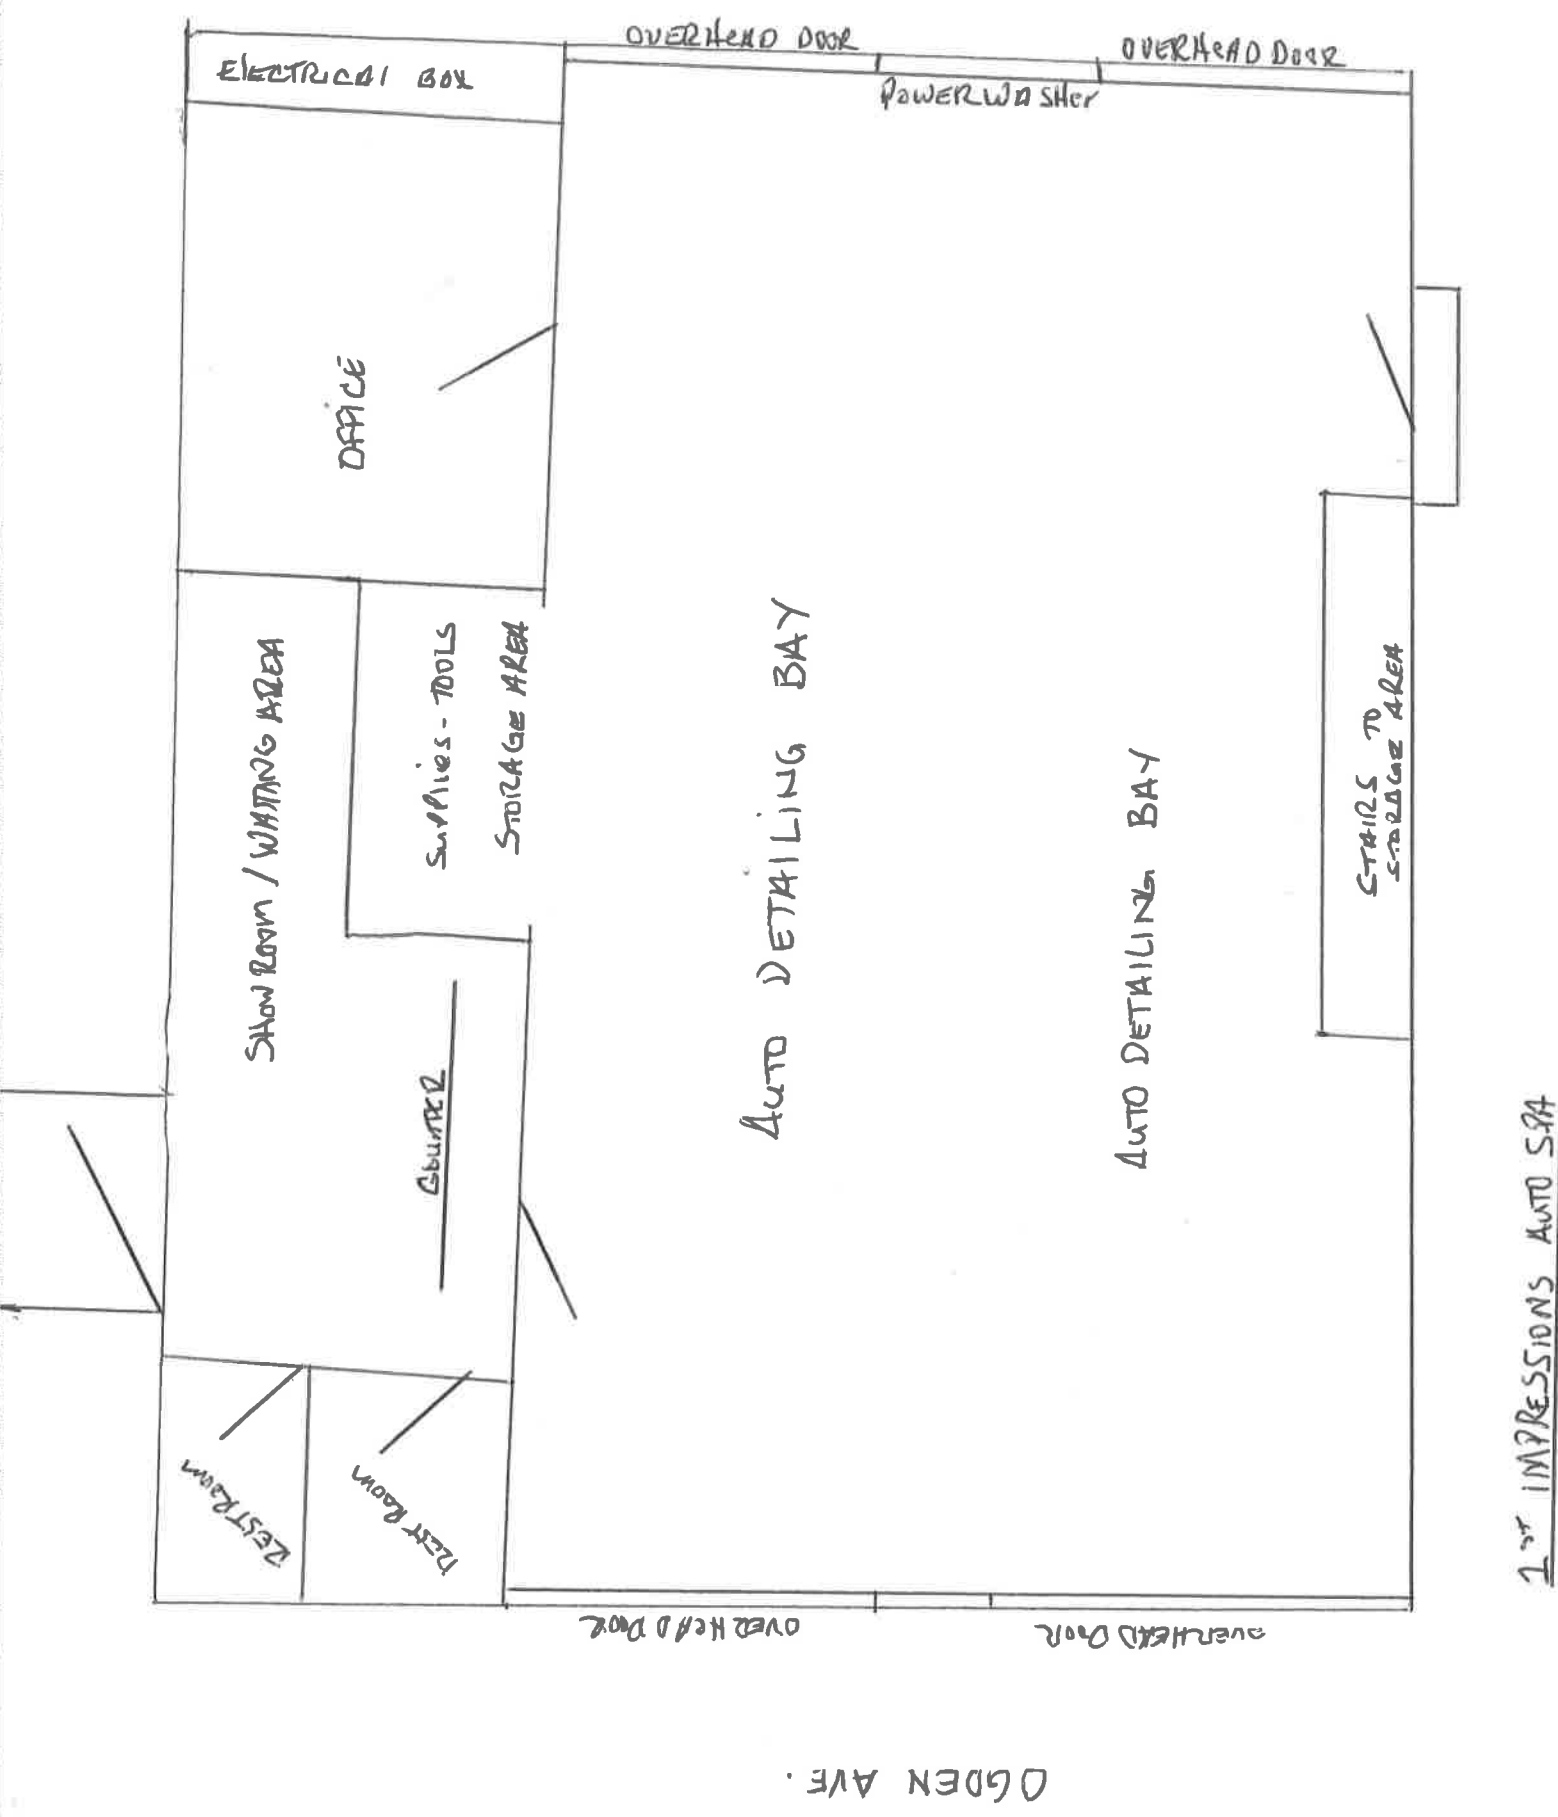 OVERHEAD DOOR
OVERHEAD DOOR
ELECTRICAL BOX
POWERWASHER
OFFICE
SHOWROOM / WAITING AREA
SUPPLIES - TOOLS
STORAGE AREA
COUNTER
AUTO DETAILING BAY
AUTO DETAILING BAY
STAIRS TO
STORAGE AREA
RESTROOM
REST ROOM
OVERHEAD DOOR
OVERHEAD DOOR
1ST IMPRESSIONS AUTO SPA
OGDEN AVE.